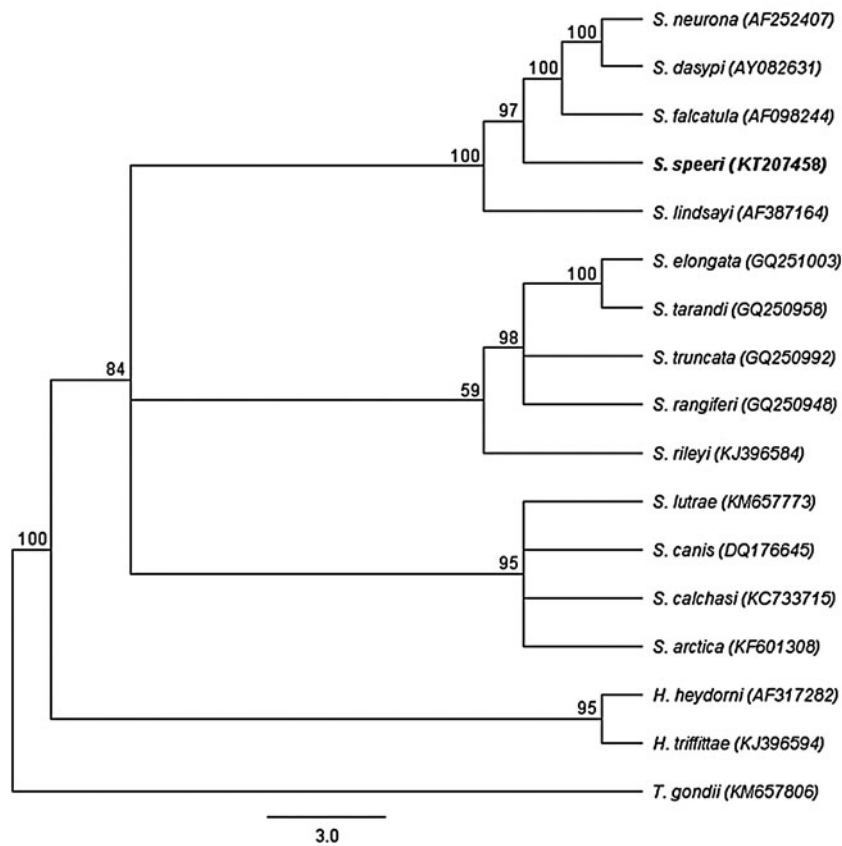 100
S. neurona (AF252407)
100
S. dasypi (AY082631)
97
S. falcatula (AF098244)
100
S. speeri (KT207458)
S. lindsayi (AF387164)
100
S. elongata (GQ251003)
98
S. tarandi (GQ250958)
84
59
S. truncata (GQ250992)
S. rangiferi (GQ250948)
S. rileyi (KJ396584)
100
95
S. lutrae (KM657773)
S. canis (DQ176645)
S. calchasi (KC733715)
S. arctica (KF601308)
95
H. heydorni (AF317282)
H. triffittae (KJ396594)
T. gondii (KM657806)
3.0